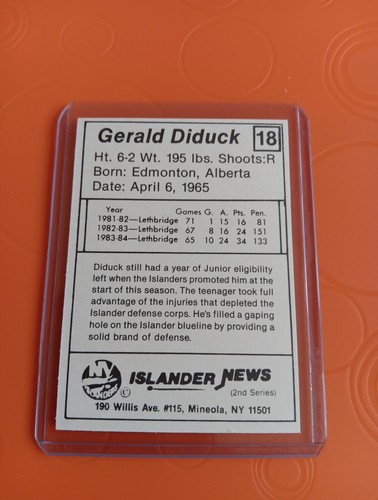 Gerald Diduck 18
Ht. 6-2 Wt. 195 lbs. Shoots:R
Born: Edmonton, Alberta
Date: April 6, 1965
Year Games G. A. Pts. Pen.
1981-82—Lethbridge 71 1 15 16 81
1982-83—Lethbridge 67 8 16 24 151
1983-84—Lethbridge 65 10 24 34 133
Diduck still had a year of Junior eligibility
left when the Islanders promoted him at the
start of this season. The teenager took full
advantage of the injuries that depleted the
Islander defense corps. He's filled a gaping
hole on the Islander blueline by providing a
solid brand of defense.
NY
ISLANDERS
©
ISLANDER NEWS
(2nd Series)
190 Willis Ave. #115, Mineola, NY 11501